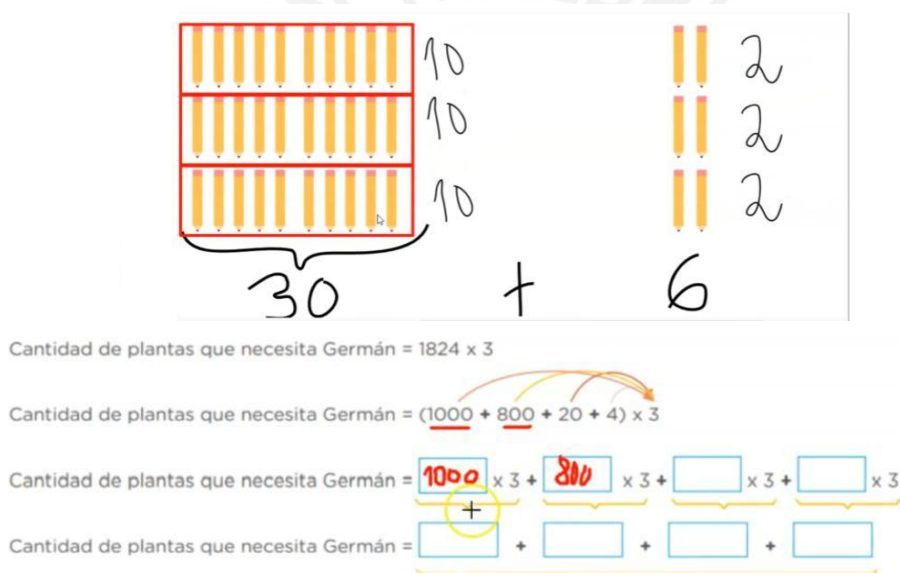 10 2
10 2
10 2
30 + 6
Cantidad de plantas que necesita Germán = 1824 x 3
Cantidad de plantas que necesita Germán = (1000 + 800 + 20 + 4) x 3
Cantidad de plantas que necesita Germán = 1000 x 3 + 800 x 3 + x 3 + x 3
Cantidad de plantas que necesita Germán = + + +